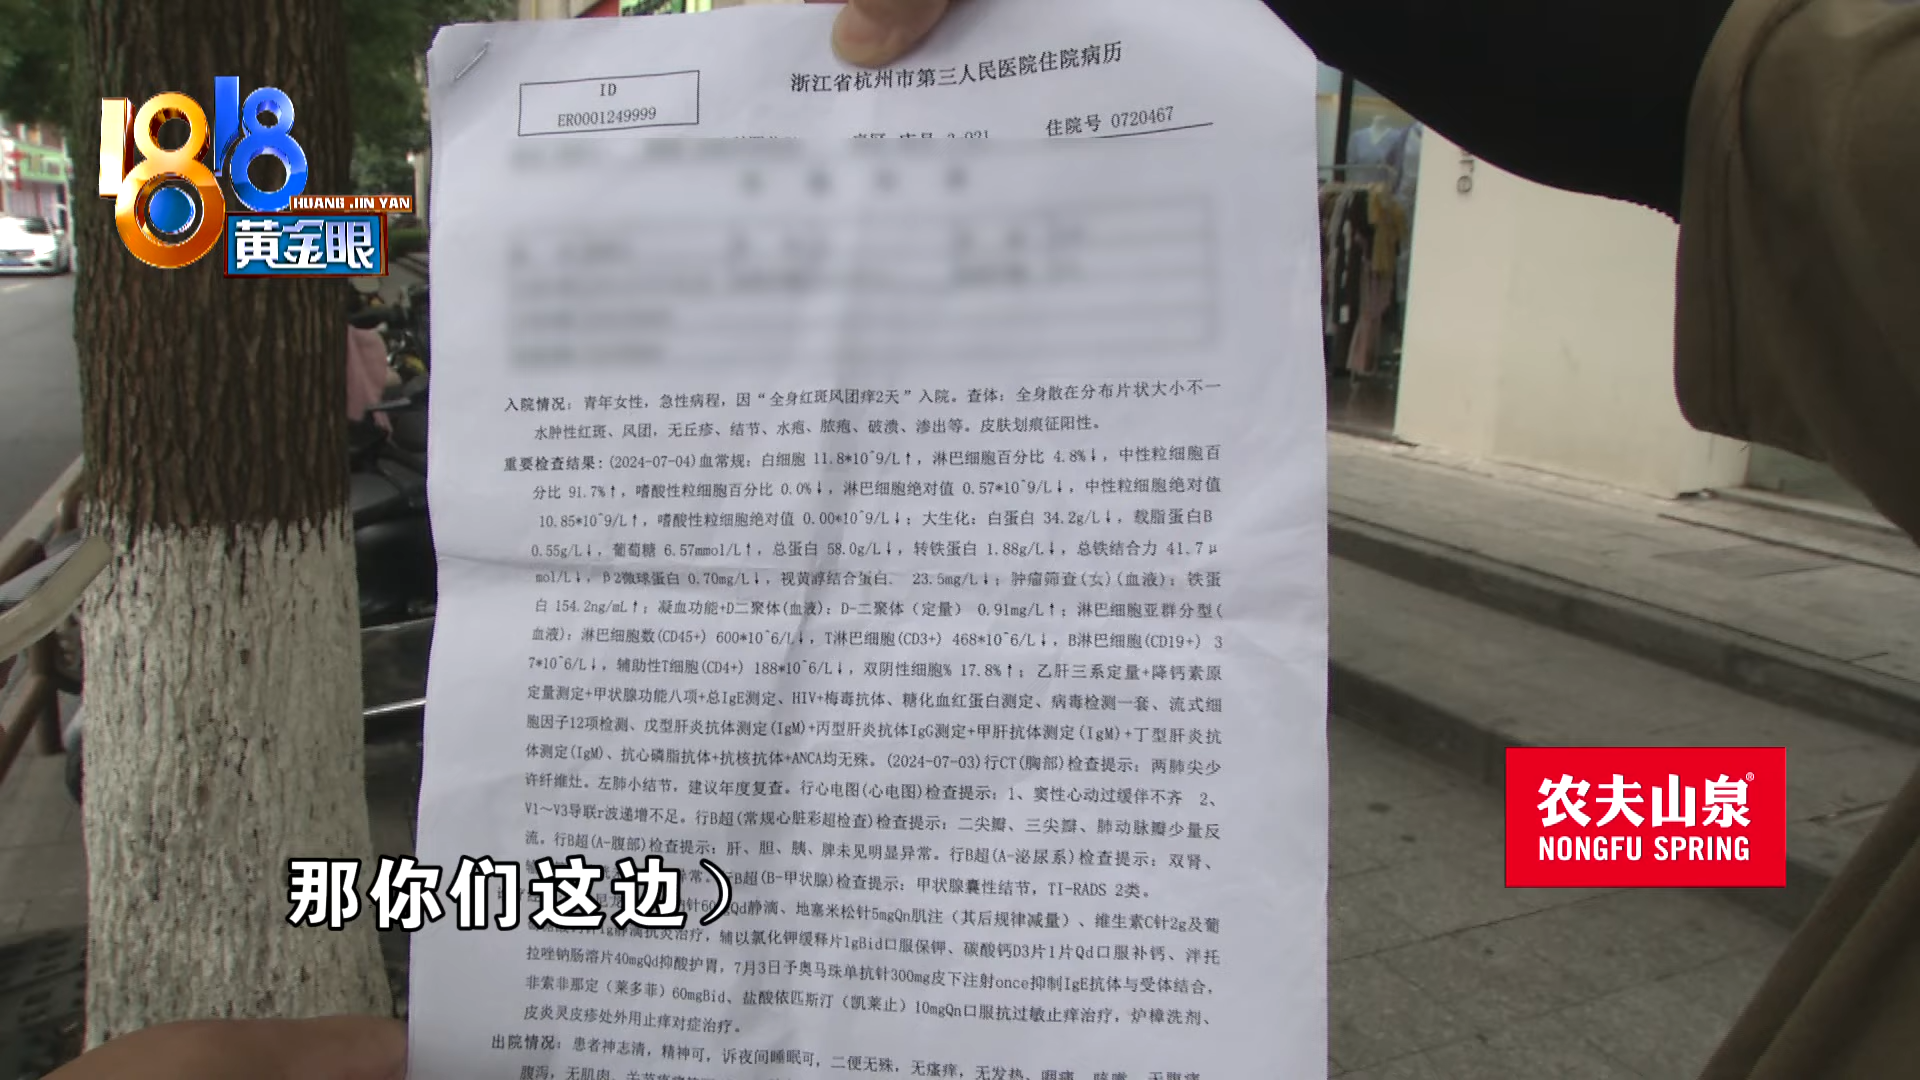 1818
HUANG JIN YAN
黄金眼
浙江省杭州市第三人民医院住院病历
ID
ER0001249999
住院号 0720467
入院情况：青年女性，急性病程，因“全身红斑风团痒2天”入院。查体：全身散在分布片状大小不一
水肿性红斑、风团，无丘疹、结节、水疱、脓疱、破溃、渗出等。皮肤划痕征阳性。
重要检查结果：(2024-07-04)血常规：白细胞 11.8*10^9/L↑，淋巴细胞百分比 4.8%↓，中性粒细胞百
分比 91.7%↑，嗜酸性粒细胞百分比 0.0%↓，淋巴细胞绝对值 0.57*10^9/L↓，中性粒细胞绝对值
10.85*10^9/L↑，嗜酸性粒细胞绝对值 0.00*10^9/L↓；大生化：白蛋白 34.2g/L↓，载脂蛋白B
0.55g/L↓，葡萄糖 6.57mmol/L↑，总蛋白 58.0g/L↓，转铁蛋白 1.88g/L↓，总铁结合力 41.7μ
mol/L↓，β2微球蛋白 0.70mg/L↓，视黄醇结合蛋白. 23.5mg/L↓；肿瘤筛查(女)(血液)：铁蛋
白 154.2ng/mL↑；凝血功能+D二聚体(血液)：D-二聚体（定量） 0.91mg/L↑；淋巴细胞亚群分型(
血液)：淋巴细胞数(CD45+) 600*10^6/L↓，T淋巴细胞(CD3+) 468*10^6/L↓，B淋巴细胞(CD19+) 3
7*10^6/L↓，辅助性T细胞(CD4+) 188*10^6/L↓，双阴性细胞% 17.8%↑；乙肝三系定量+降钙素原
定量测定+甲状腺功能八项+总IgE测定、HIV+梅毒抗体、糖化血红蛋白测定、病毒检测一套、流式细
胞因子12项检测、戊型肝炎抗体测定(IgM)+丙型肝炎抗体IgG测定+甲肝抗体测定(IgM)+丁型肝炎抗
体测定(IgM)、抗心磷脂抗体+抗核抗体+ANCA均无殊。(2024-07-03)行CT(胸部)检查提示：两肺尖少
许纤维灶。左肺小结节，建议年度复查。行心电图(心电图)检查提示：1、窦性心动过缓伴不齐 2、
V1～V3导联r波递增不足。行B超(常规心脏彩超检查)检查提示：二尖瓣、三尖瓣、肺动脉瓣少量反
流。行B超(A-腹部)检查提示：肝、胆、胰、脾未见明显异常。行B超(A-泌尿系)检查提示：双肾、
异常。行B超(B-甲状腺)检查提示：甲状腺囊性结节，TI-RADS 2类。
针60mgQd静滴、地塞米松针5mgQn肌注（其后规律减量）、维生素C针2g及葡
抗炎治疗，辅以氯化钾缓释片1gBid口服保钾、碳酸钙D3片1片Qd口服补钙、泮托
拉唑钠肠溶片40mgQd抑酸护胃，7月3日予奥马珠单抗针300mg皮下注射once抑制IgE抗体与受体结合，
非索非那定（莱多菲）60mgBid、盐酸依匹斯汀（凯莱止）10mgQn口服抗过敏止痒治疗，炉樟洗剂、
皮炎灵皮疹处外用止痒对症治疗。
出院情况：患者神志清，精神可，诉夜间睡眠可，二便无殊，无瘙痒，无发热、咽痛、咳嗽，无腹痛
腹泻，无肌肉、关节疼痛
那你们这边）
农夫山泉®
NONGFU SPRING